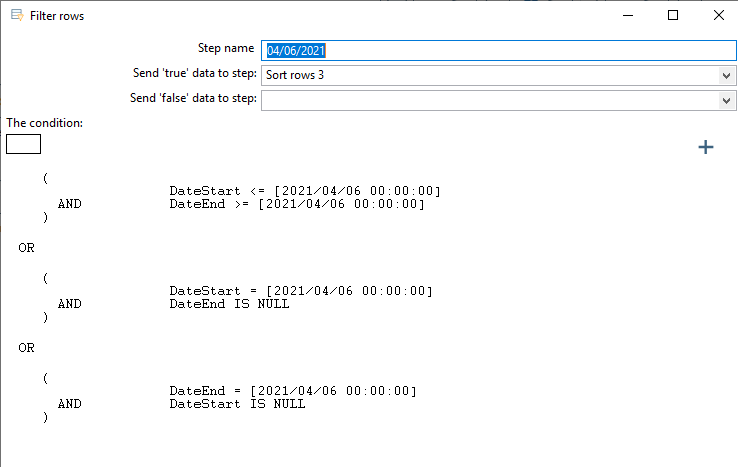 Filter rows
Step name 04/06/2021
Send 'true' data to step: Sort rows 3
Send 'false' data to step:
The condition:
(
DateStart <= [2021/04/06 00:00:00]
AND DateEnd >= [2021/04/06 00:00:00]
)
OR
(
DateStart = [2021/04/06 00:00:00]
AND DateEnd IS NULL
)
OR
(
DateEnd = [2021/04/06 00:00:00]
AND DateStart IS NULL
)